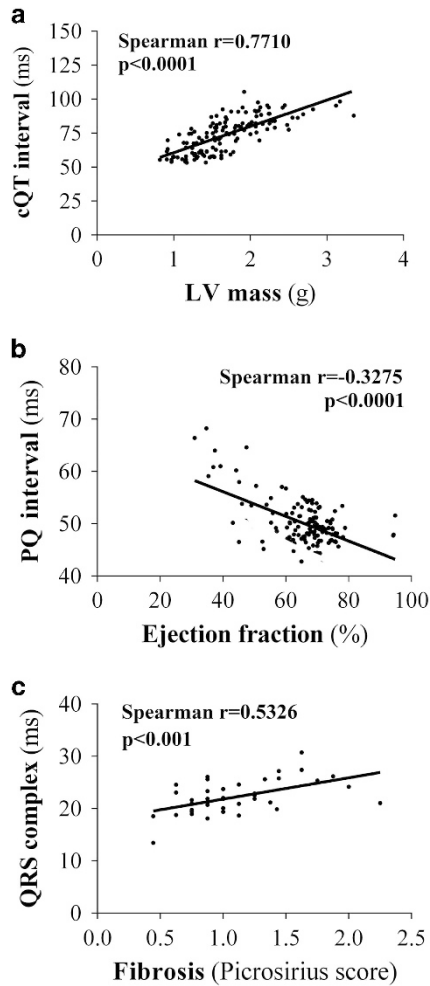 a
Spearman r=0.7710
p<0.0001
cQT interval (ms)
150
125
100
75
50
25
0
0 1 2 3 4
LV mass (g)
b
Spearman r=-0.3275
p<0.0001
PQ interval (ms)
80
70
60
50
40
0 20 40 60 80 100
Ejection fraction (%)
c
Spearman r=0.5326
p<0.001
QRS complex (ms)
40
30
20
10
0
0.0 0.5 1.0 1.5 2.0 2.5
Fibrosis (Picrosirius score)